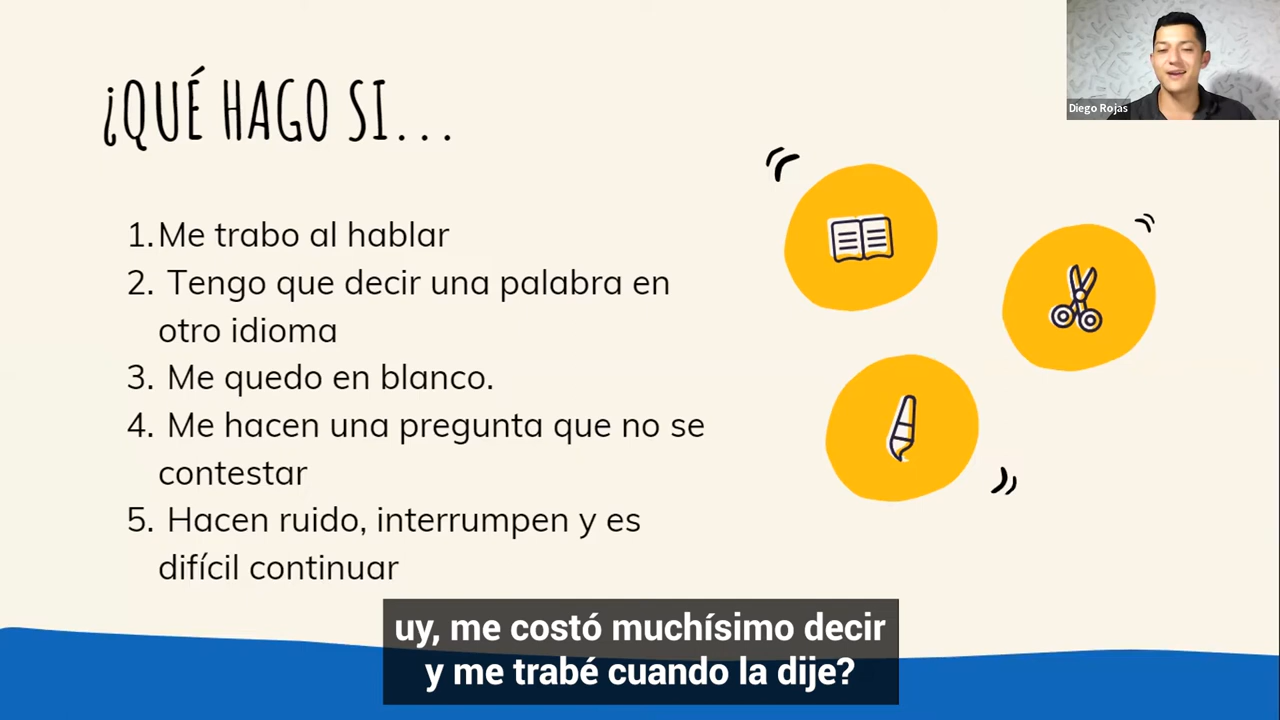 ¿QUÉ HAGO SI...
Diego Rojas
1. Me trabo al hablar
2. Tengo que decir una palabra en
otro idioma
3. Me quedo en blanco.
4. Me hacen una pregunta que no se
contestar
5. Hacen ruido, interrumpen y es
difícil continuar
uy, me costó muchísimo decir
y me trabé cuando la dije?